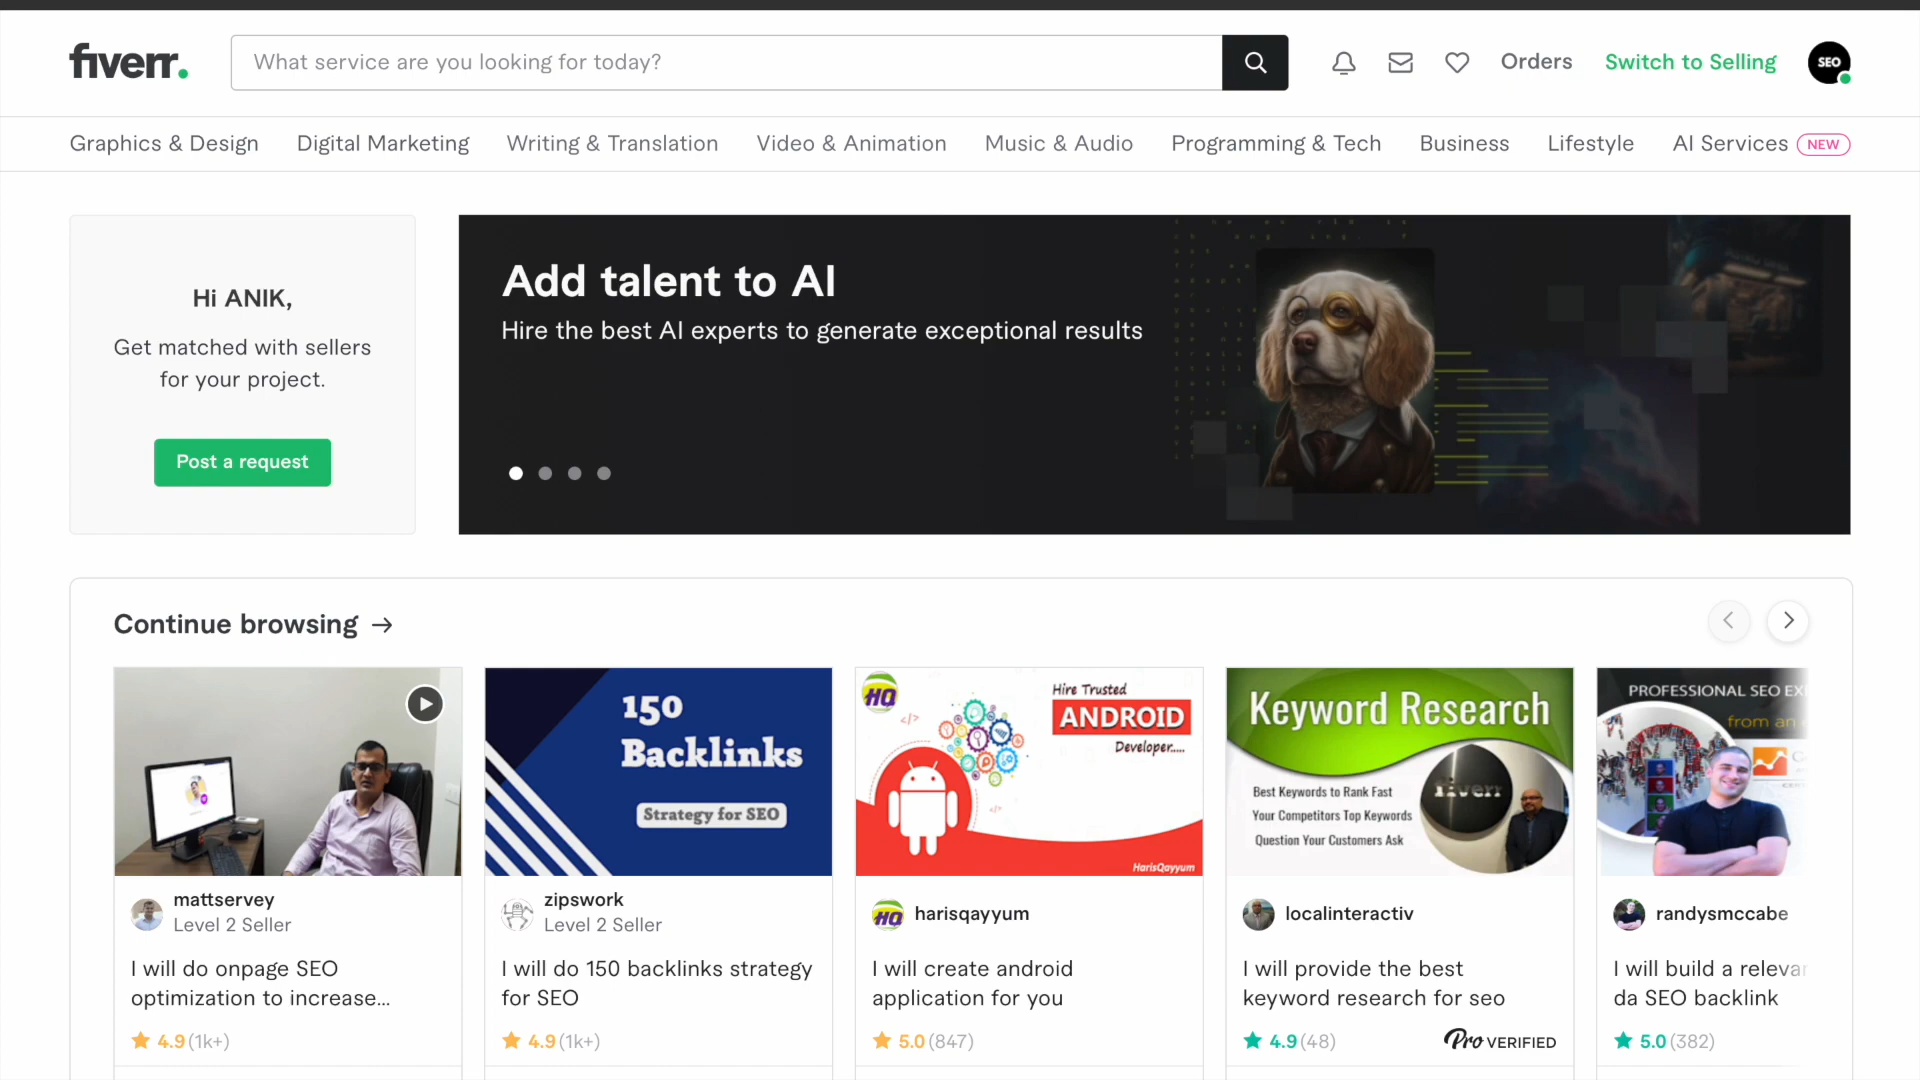 fiverr.
What service are you looking for today?
Orders
Switch to Selling
SEO
Graphics & Design
Digital Marketing
Writing & Translation
Video & Animation
Music & Audio
Programming & Tech
Business
Lifestyle
AI Services NEW
Hi ANIK,
Get matched with sellers
for your project.
Post a request
Add talent to AI
Hire the best AI experts to generate exceptional results
Continue browsing →
mattservey
Level 2 Seller
I will do onpage SEO
optimization to increase...
4.9 (1k+)
150
Backlinks
Strategy for SEO
zipswork
Level 2 Seller
I will do 150 backlinks strategy
for SEO
4.9 (1k+)
HQ
Hire Trusted
ANDROID
Developer....
HarisQayyum
HQ
harisqayyum
I will create android
application for you
5.0 (847)
Keyword Research
Best Keywords to Rank Fast
Your Competitors Top Keywords
Question Your Customers Ask
fiverr
localinteractiv
I will provide the best
keyword research for seo
4.9 (48)
Pro VERIFIED
PROFESSIONAL SEO EX
from an
randysmccabe
I will build a relevan
da SEO backlink
5.0 (382)